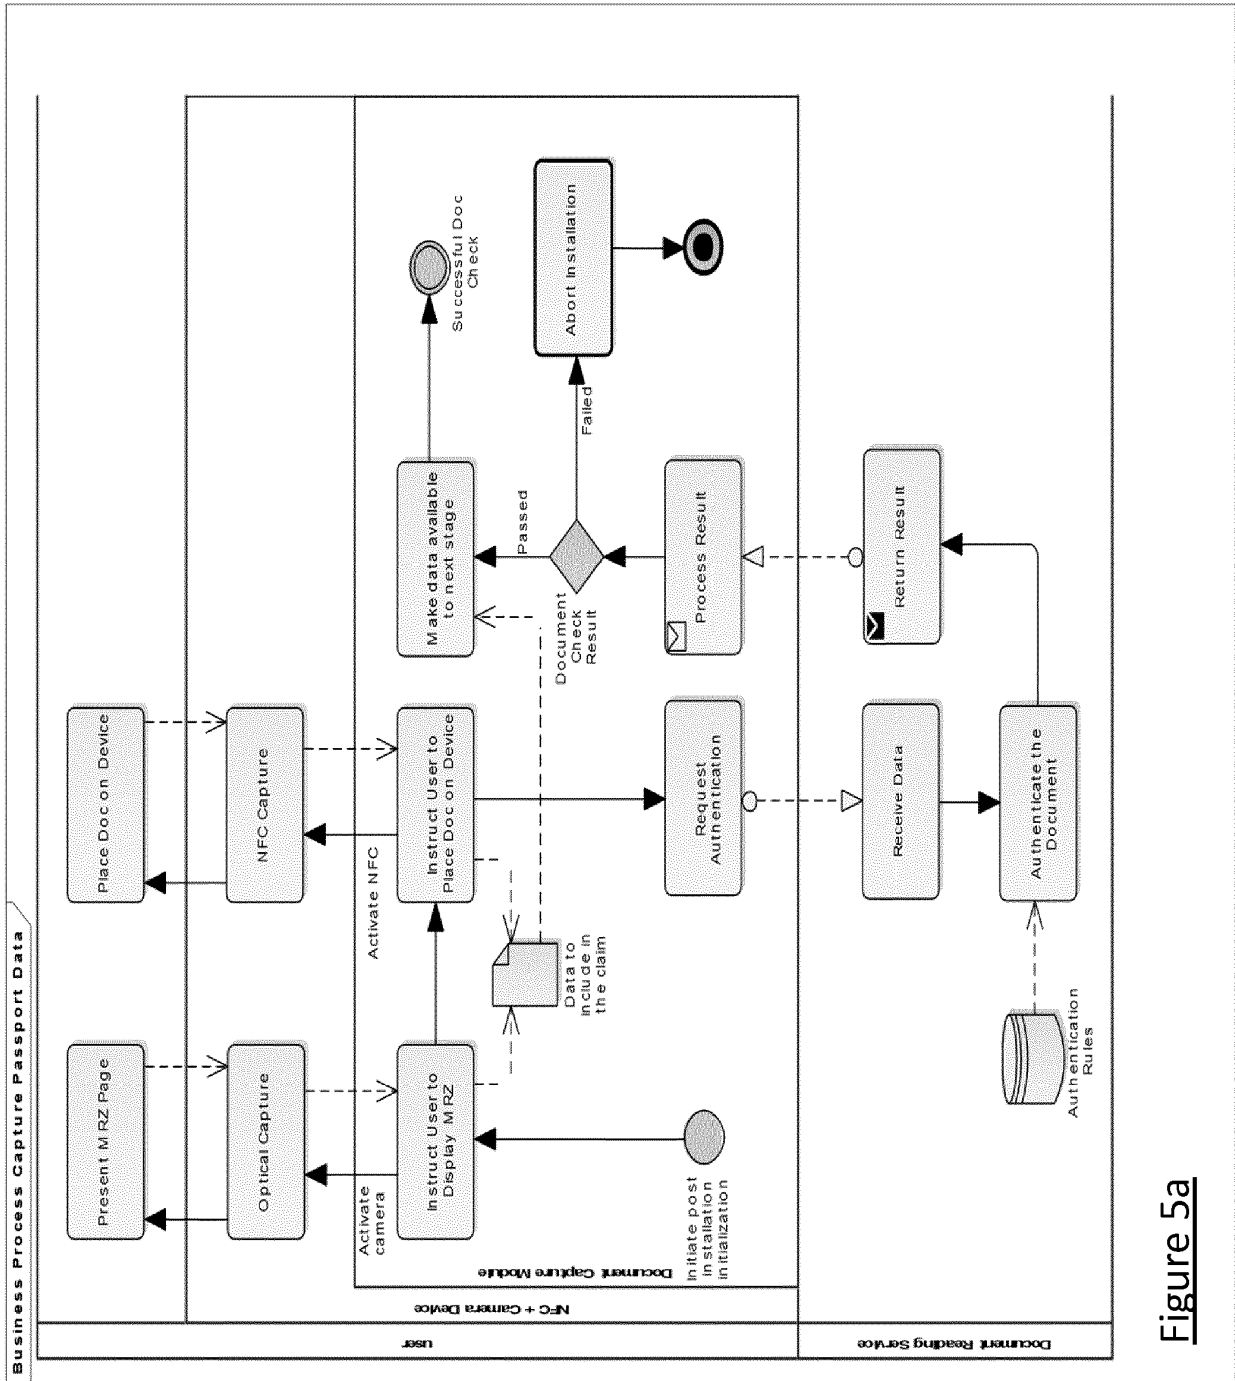 Business Process Capture Passport Data
user
NFC + Camera Device
Document Capture Module
Document Reading Service
Present MRZ Page
Place Doc on Device
Optical Capture
NFC Capture
Activate
camera
Activate NFC
Instruct User to
Display MRZ
Instruct User to
Place Doc on Device
Make data available
to next stage
Successful Doc
Check
Data to
include in
the claim
Passed
Document
Check
Result
Failed
Abort Installation
Initiate post
installation
initialization
Request
Authentication
Process Result
Receive Data
Return Result
Authenticate the
Document
Authentication
Rules
Figure 5a